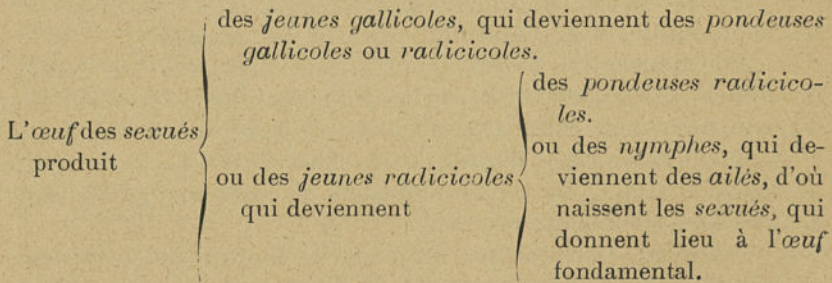 des jeunes gallicoles, qui deviennent des pondeuses
gallicoles ou radicicoles.
L'œuf des sexués
produit
ou des jeunes radicicoles
qui deviennent
des pondeuses radicico-
les.
ou des nymphes, qui de-
viennent des ailés, d'où
naissent les sexués, qui
donnent lieu à l'œuf
fondamental.